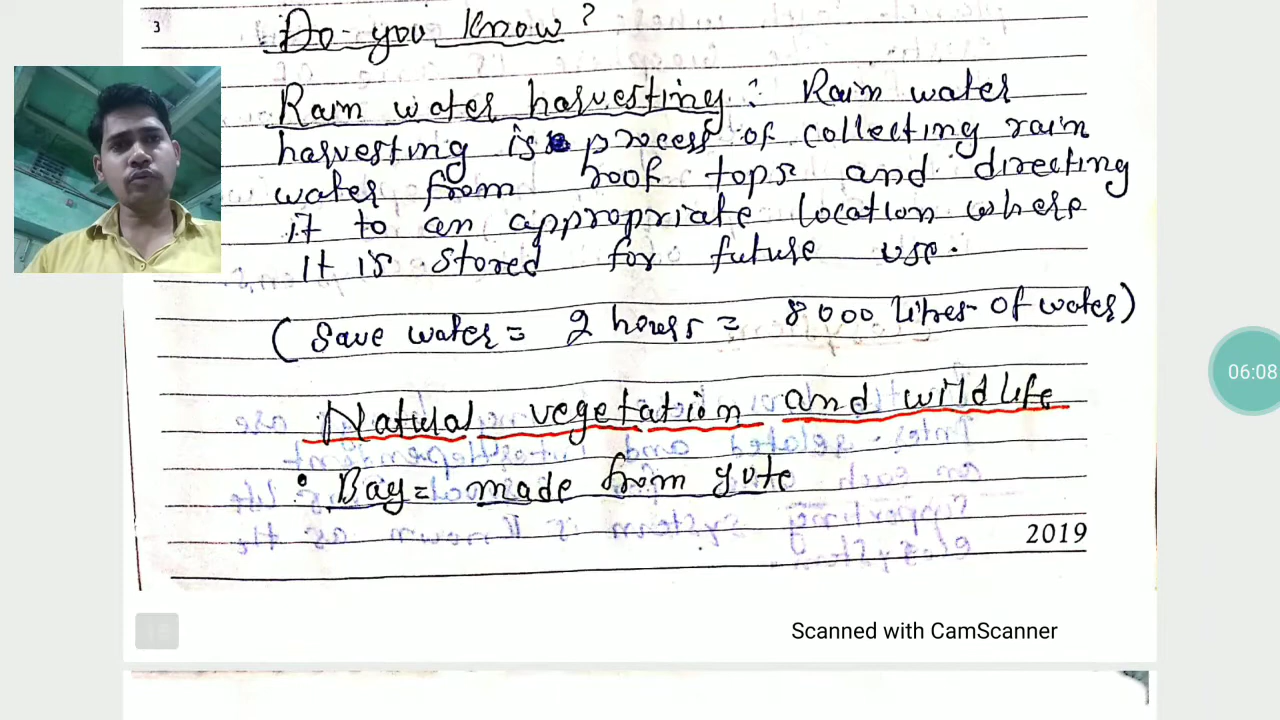 3
Do you Know?
Rain water harvesting : Rain water
harvesting is process of collecting rain
water from roof tops and directing
it to an appropriate location where
it is stored for future use.
(Save water = 2 hours = 8000 litres of water)
Natural vegetation and wildlife
• Bag = made from yute
2019
Scanned with CamScanner
06:08